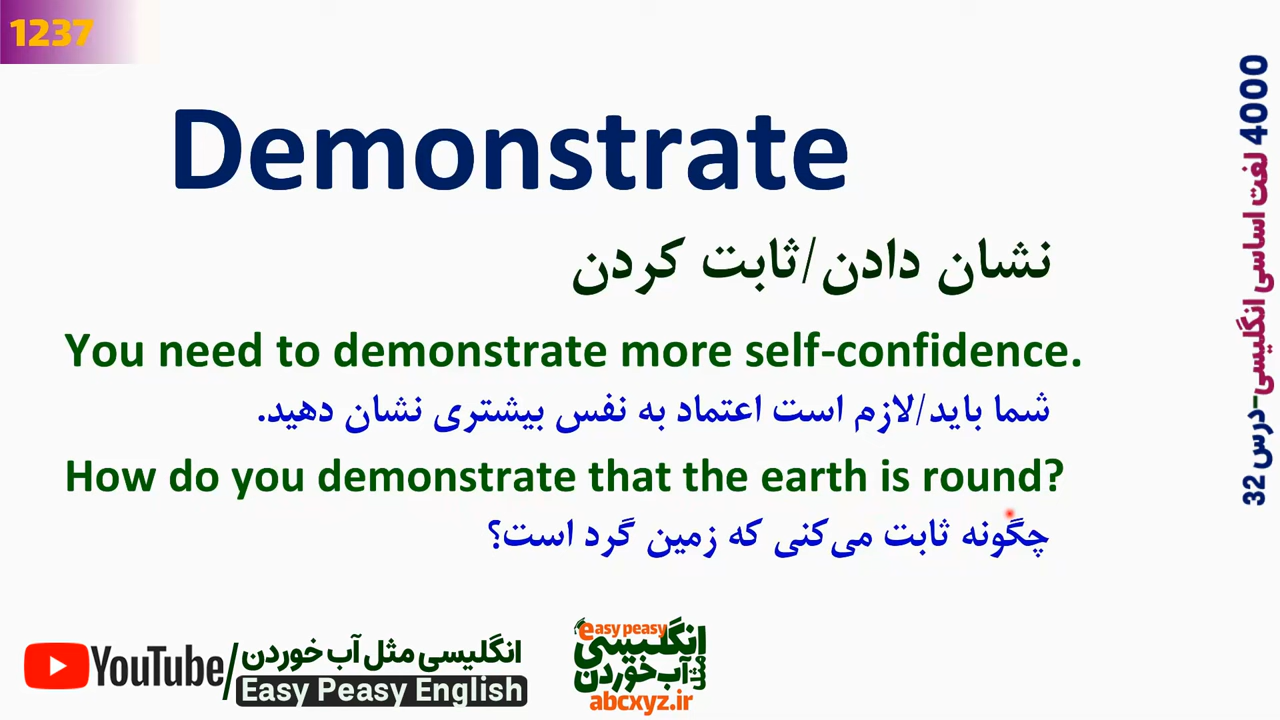 1237
Demonstrate
نشان دادن/ثابت کردن
You need to demonstrate more self-confidence.
شما باید/لازم است اعتماد به نفس بیشتری نشان دهید.
How do you demonstrate that the earth is round?
چگونه ثابت می‌کنی که زمین گرد است؟
4000 لغت اساسی انگلیسی-درس 32
YouTube/انگلیسی مثل آب خوردن
Easy Peasy English
easy peasy
انگلیسی
مثل آب خوردن
abcxyz.ir